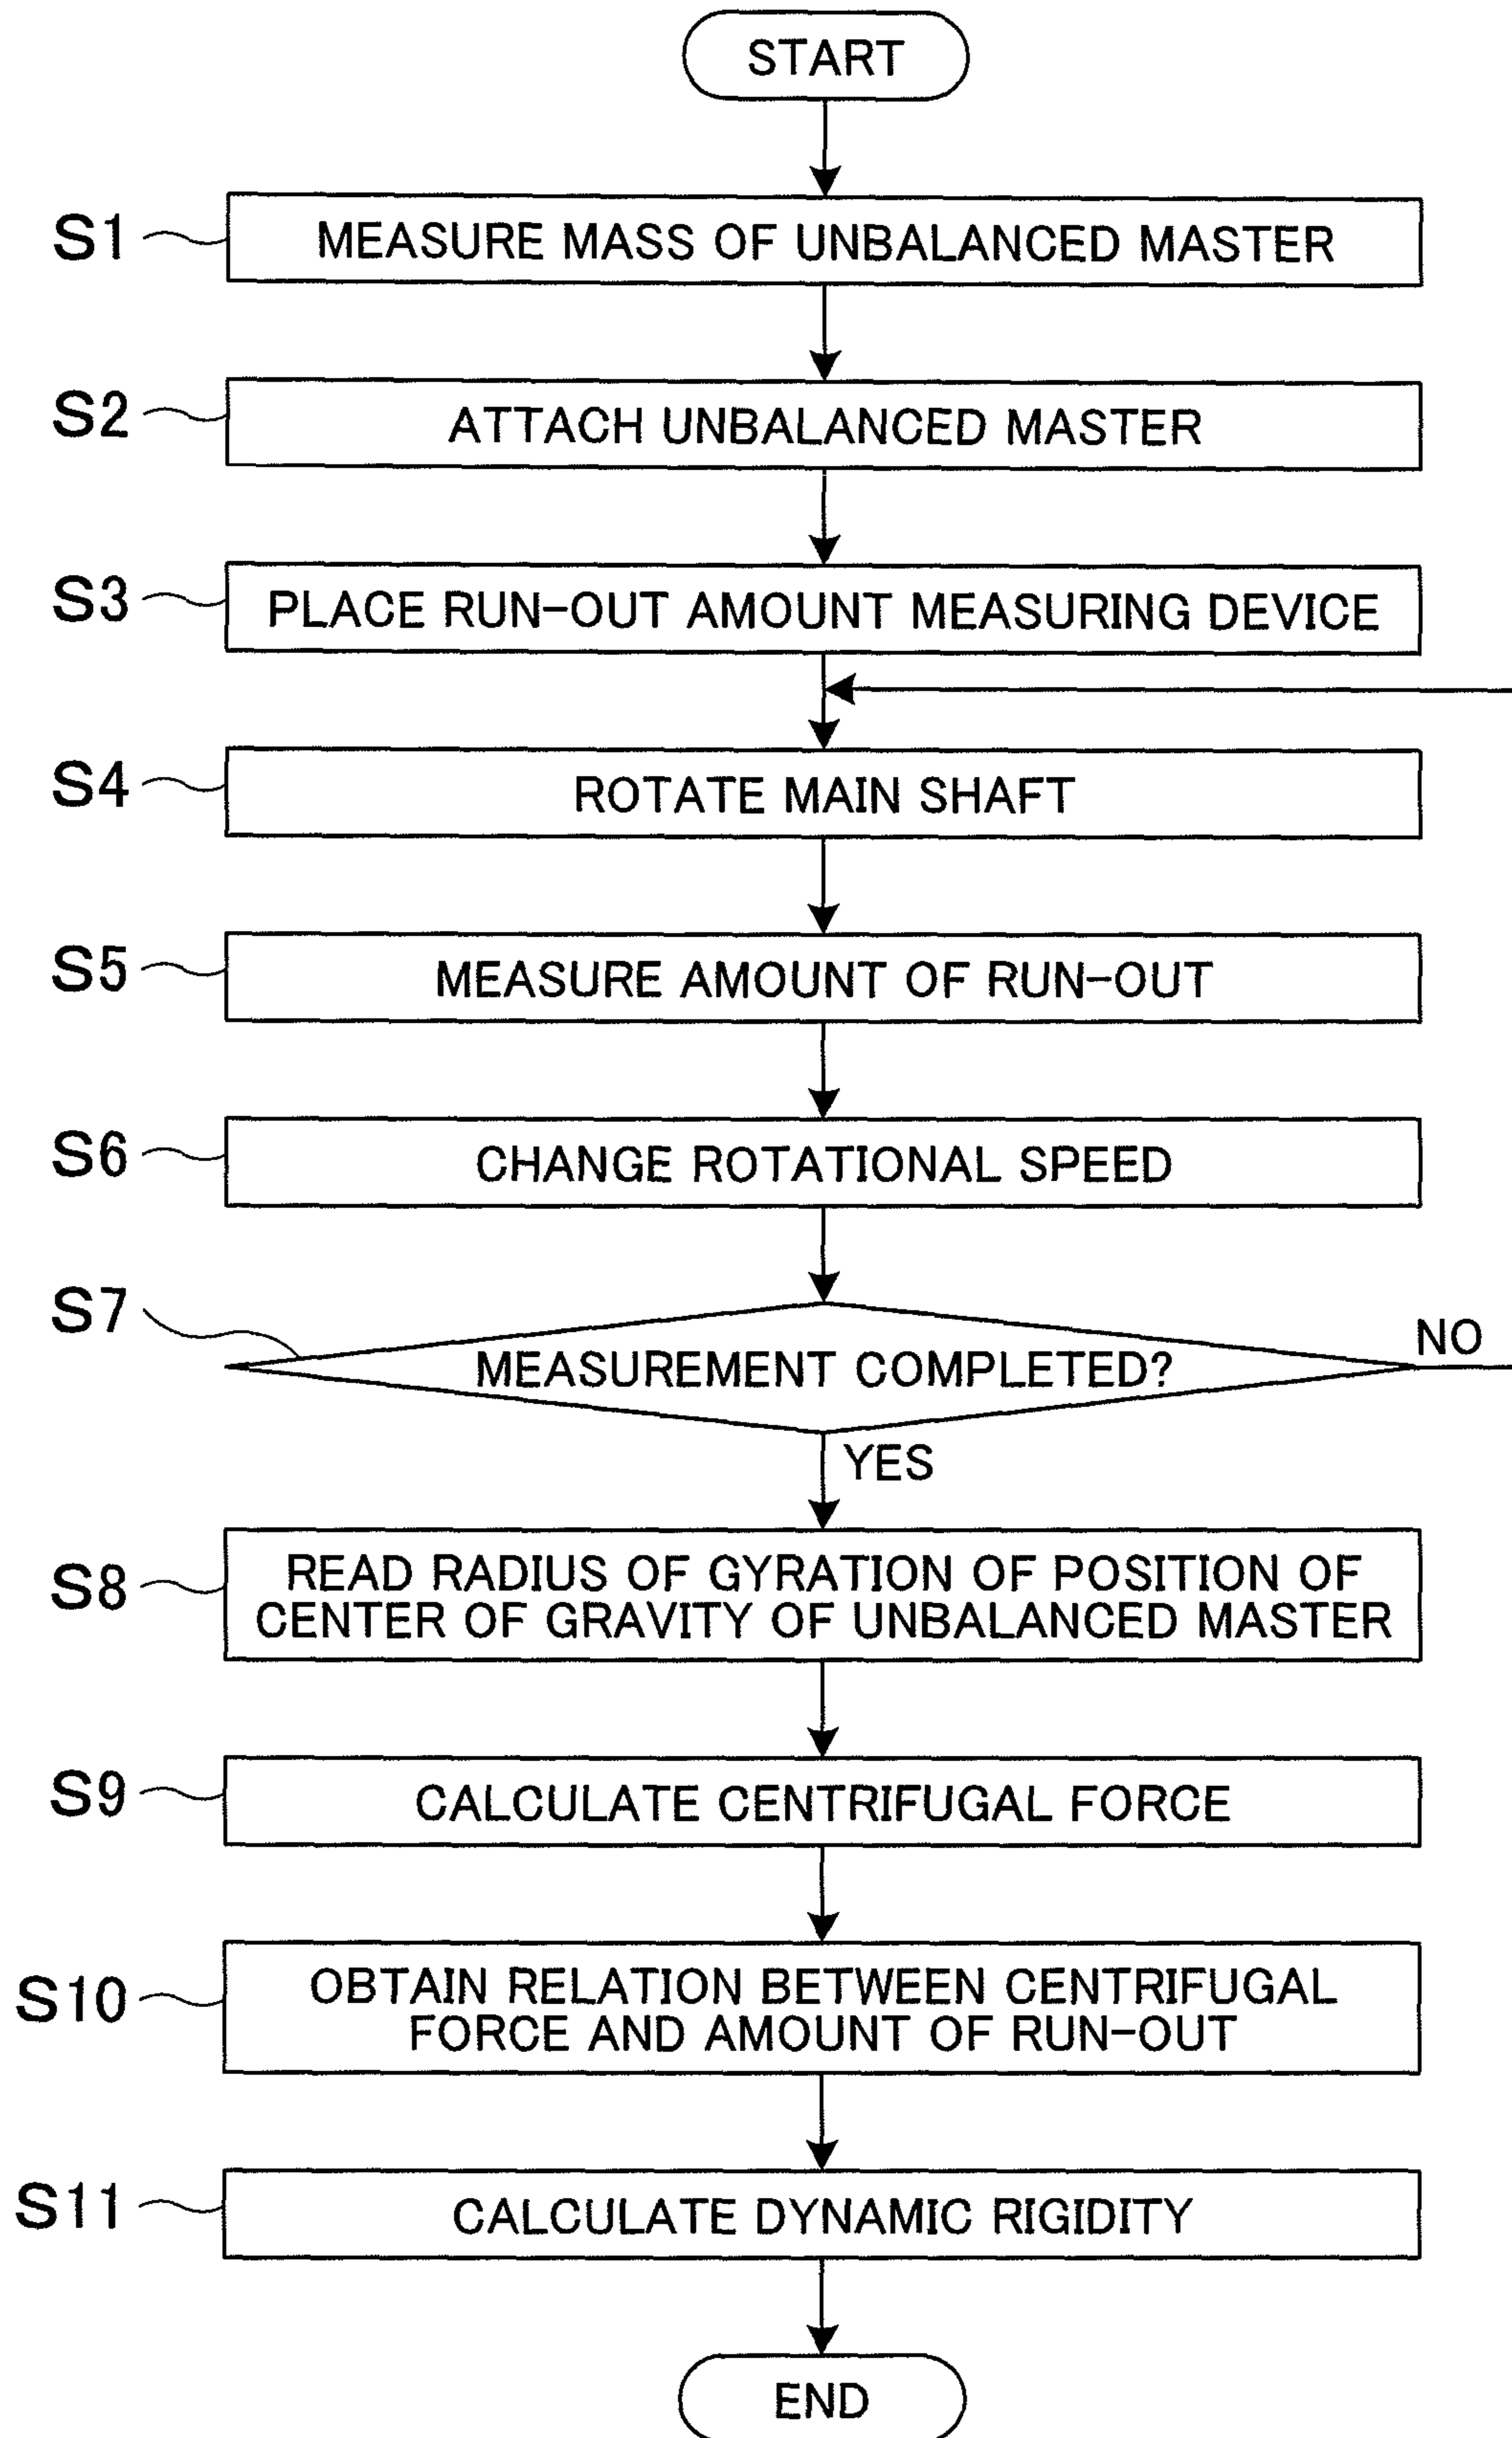 START
S1
MEASURE MASS OF UNBALANCED MASTER
S2
ATTACH UNBALANCED MASTER
S3
PLACE RUN-OUT AMOUNT MEASURING DEVICE
S4
ROTATE MAIN SHAFT
S5
MEASURE AMOUNT OF RUN-OUT
S6
CHANGE ROTATIONAL SPEED
S7
MEASUREMENT COMPLETED?
NO
YES
S8
READ RADIUS OF GYRATION OF POSITION OF
CENTER OF GRAVITY OF UNBALANCED MASTER
S9
CALCULATE CENTRIFUGAL FORCE
S10
OBTAIN RELATION BETWEEN CENTRIFUGAL
FORCE AND AMOUNT OF RUN-OUT
S11
CALCULATE DYNAMIC RIGIDITY
END